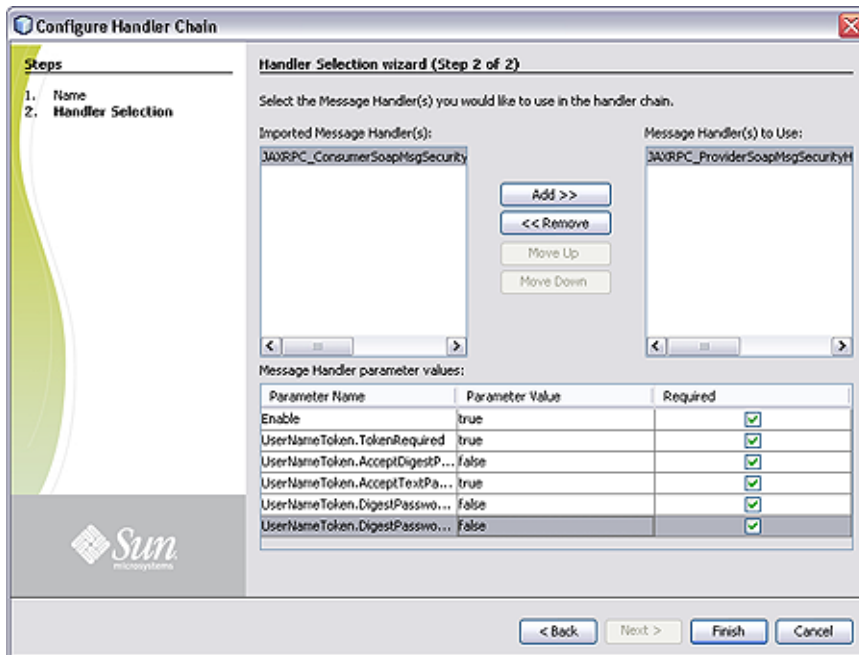 Configure Handler Chain
Steps
1. Name
2. Handler Selection
Handler Selection wizard (Step 2 of 2)
Select the Message Handler(s) you would like to use in the handler chain.
Imported Message Handler(s):
JAXRPC_ConsumerSoapMsgSecurity
Add >>
<< Remove
Move Up
Move Down
Message Handler(s) to Use:
JAXRPC_ProviderSoapMsgSecurityH
Message Handler parameter values:
Parameter Name Parameter Value Required
Enable true
UserNameToken.TokenRequired true
UserNameToken.AcceptDigestP... false
UserNameToken.AcceptTextPa... true
UserNameToken.DigestPasswo... false
UserNameToken.DigestPasswo... false
Sun
microsystems
< Back Next > Finish Cancel